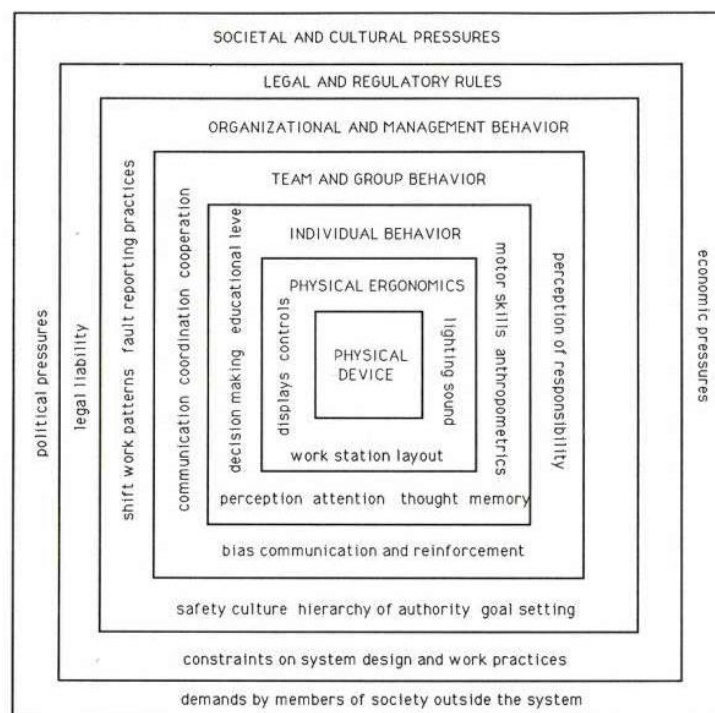 SOCIETAL AND CULTURAL PRESSURES
LEGAL AND REGULATORY RULES
ORGANIZATIONAL AND MANAGEMENT BEHAVIOR
TEAM AND GROUP BEHAVIOR
INDIVIDUAL BEHAVIOR
PHYSICAL ERGONOMICS
PHYSICAL
DEVICE
political pressures
legal liability
shift work patterns fault reporting practices
communication coordination cooperation
decision making educational level
displays controls
lighting sound
motor skills anthropometrics
perception of responsibility
economic pressures
work station layout
perception attention thought memory
bias communication and reinforcement
safety culture hierarchy of authority goal setting
constraints on system design and work practices
demands by members of society outside the system